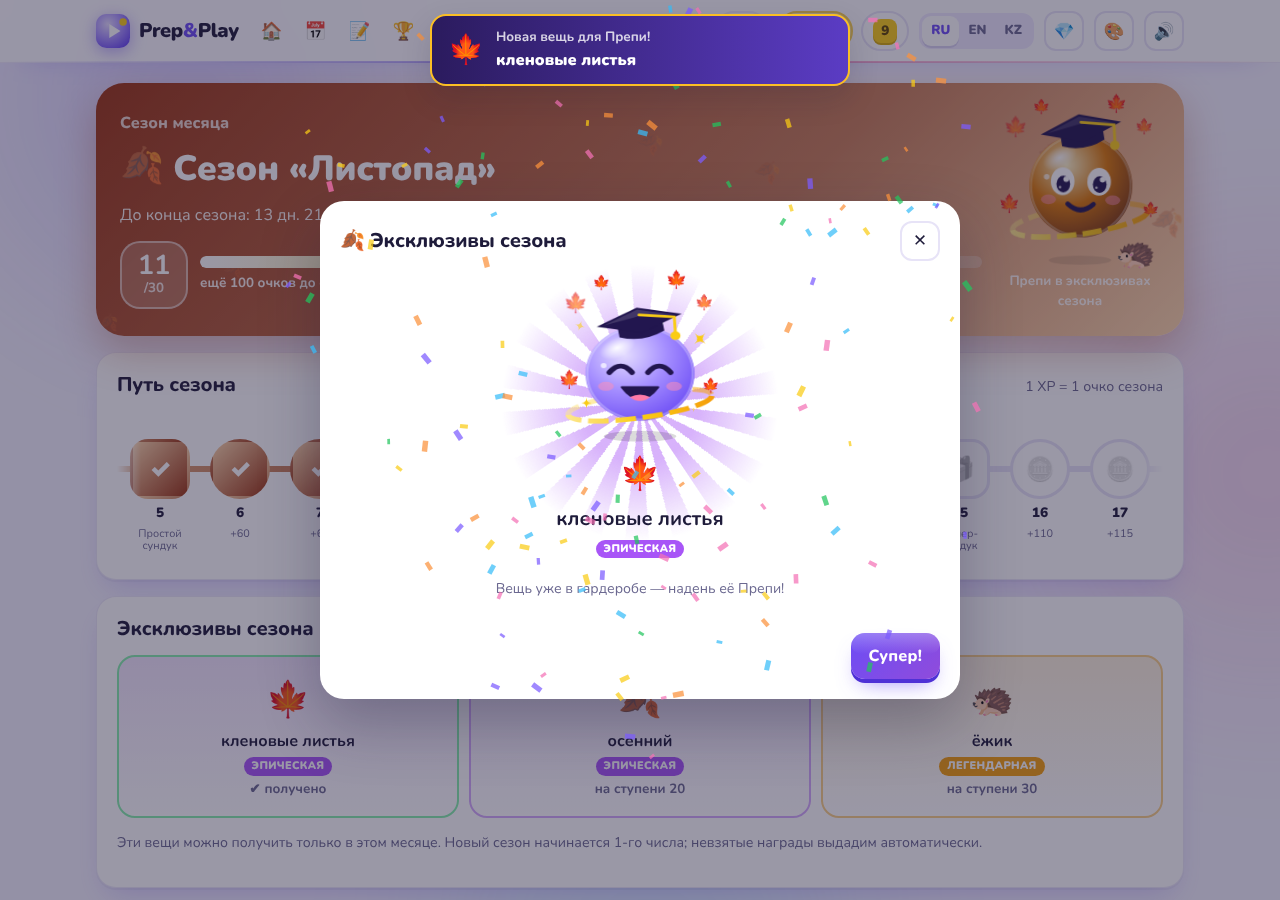 Prep&Play
Новая вещь для Препи!
кленовые листья
9
RU EN KZ
Сезон месяца
Сезон «Листопад»
До конца сезона: 13 дн. 21
11
/30
ещё 100 очков до
Препи в эксклюзивах
сезона
Эксклюзивы сезона
✕
кленовые листья
ЭПИЧЕСКАЯ
Вещь уже в гардеробе — надень её Препи!
Супер!
Путь сезона
1 XP = 1 очко сезона
5
6
16
17
Простой
сундук
+60
+110
+115
Эксклюзивы сезона
кленовые листья
ЭПИЧЕСКАЯ
✔ получено
осенний
ЭПИЧЕСКАЯ
на ступени 20
ёжик
ЛЕГЕНДАРНАЯ
на ступени 30
Эти вещи можно получить только в этом месяце. Новый сезон начинается 1-го числа; невзятые награды выдадим автоматически.